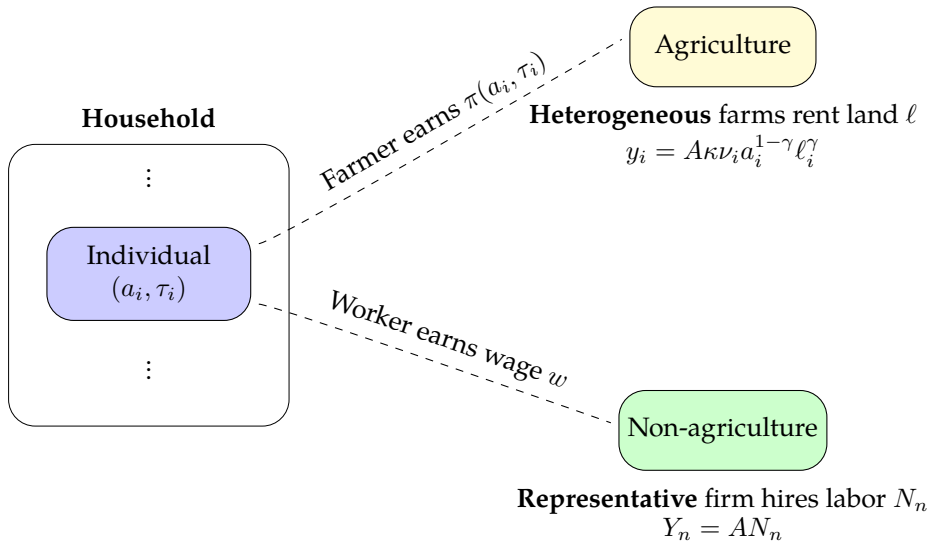 Household
⋮
Individual
(a_i, τ_i)
⋮
Farmer earns π(a_i, τ_i)
Worker earns wage w
Agriculture
Heterogeneous farms rent land ℓ
y_i = Aκν_i a_i^{1−γ} ℓ_i^γ
Non-agriculture
Representative firm hires labor N_n
Y_n = AN_n